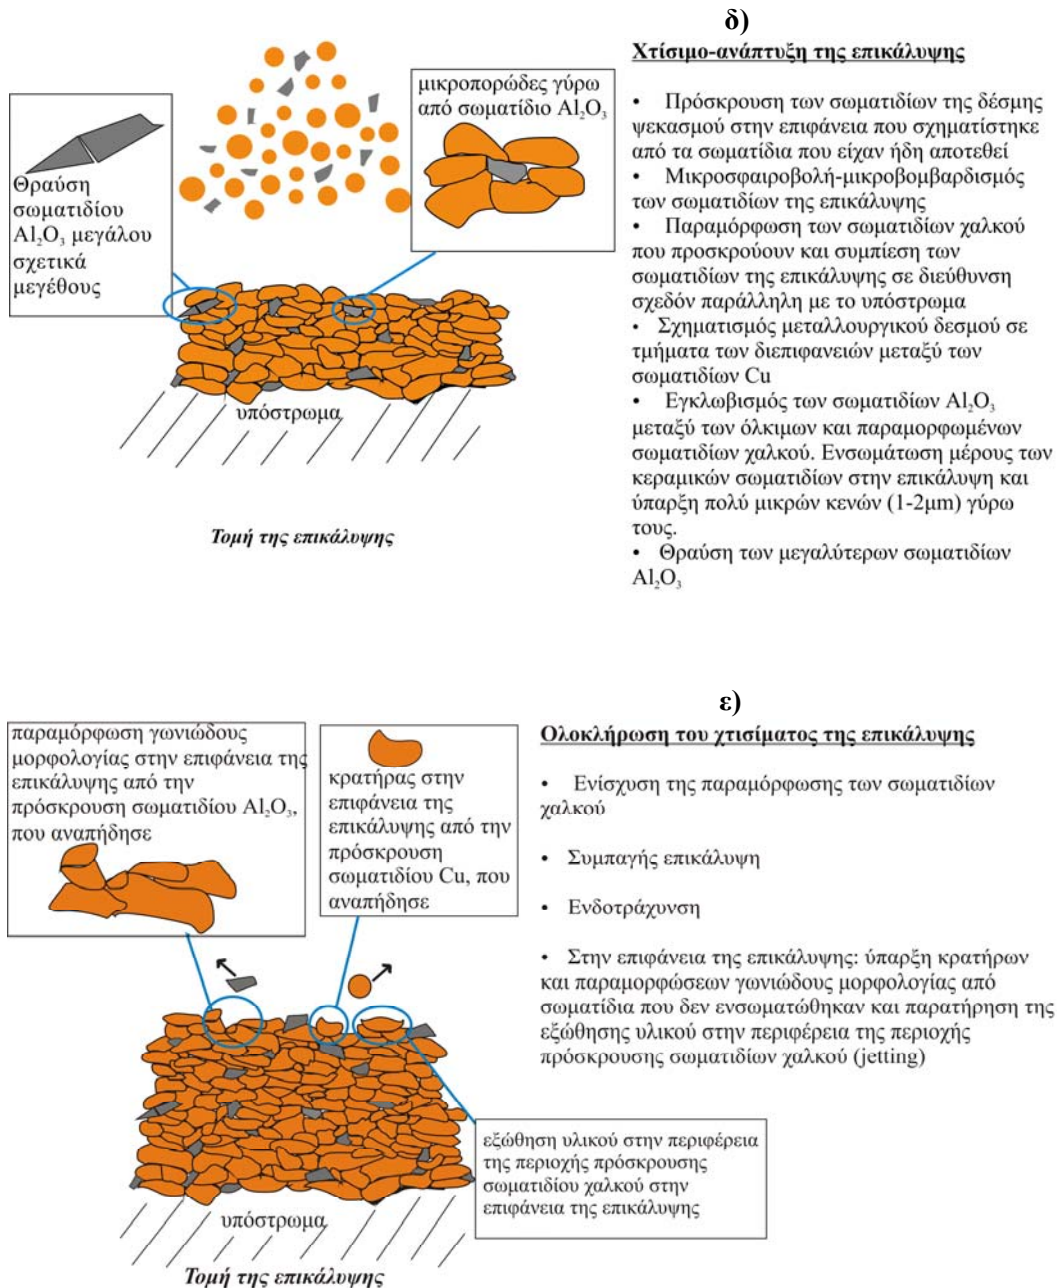 δ)
Χτίσιμο-ανάπτυξη της επικάλυψης
• Πρόσκρουση των σωματιδίων της δέσμης
ψεκασμού στην επιφάνεια που σχηματίστηκε
από τα σωματίδια που είχαν ήδη αποτεθεί
• Μικροσφαιροβολή-μικροβομβαρδισμός
των σωματιδίων της επικάλυψης
• Παραμόρφωση των σωματιδίων χαλκού
που προσκρούουν και συμπίεση των
σωματιδίων της επικάλυψης σε διεύθυνση
σχεδόν παράλληλη με το υπόστρωμα
• Σχηματισμός μεταλλουργικού δεσμού σε
τμήματα των διεπιφανειών μεταξύ των
σωματιδίων Cu
• Εγκλωβισμός των σωματιδίων Al₂O₃
μεταξύ των όλκιμων και παραμορφωμένων
σωματιδίων χαλκού. Ενσωμάτωση μέρους των
κεραμικών σωματιδίων στην επικάλυψη και
ύπαρξη πολύ μικρών κενών (1-2μm) γύρω
τους.
• Θραύση των μεγαλύτερων σωματιδίων
Al₂O₃
μικροπορώδες γύρω
από σωματίδιο Al₂O₃
Θραύση
σωματιδίου
Al₂O₃ μεγάλου
σχετικά
μεγέθους
υπόστρωμα
Τομή της επικάλυψης
ε)
Ολοκλήρωση του χτισίματος της επικάλυψης
• Ενίσχυση της παραμόρφωσης των σωματιδίων
χαλκού
• Συμπαγής επικάλυψη
• Ενδοτράχυνση
• Στην επιφάνεια της επικάλυψης: ύπαρξη κρατήρων
και παραμορφώσεων γωνιώδους μορφολογίας από
σωματίδια που δεν ενσωματώθηκαν και παρατήρηση της
εξώθησης υλικού στην περιφέρεια της περιοχής
πρόσκρουσης σωματιδίων χαλκού (jetting)
παραμόρφωση γωνιώδους
μορφολογίας στην επιφάνεια της
επικάλυψης από την
πρόσκρουση σωματιδίου Al₂O₃,
που αναπήδησε
κρατήρας στην
επιφάνεια της
επικάλυψης από την
πρόσκρουση
σωματιδίου Cu, που
αναπήδησε
εξώθηση υλικού στην περιφέρεια
της περιοχής πρόσκρουσης
σωματιδίου χαλκού στην
επιφάνεια της επικάλυψης
υπόστρωμα
Τομή της επικάλυψης